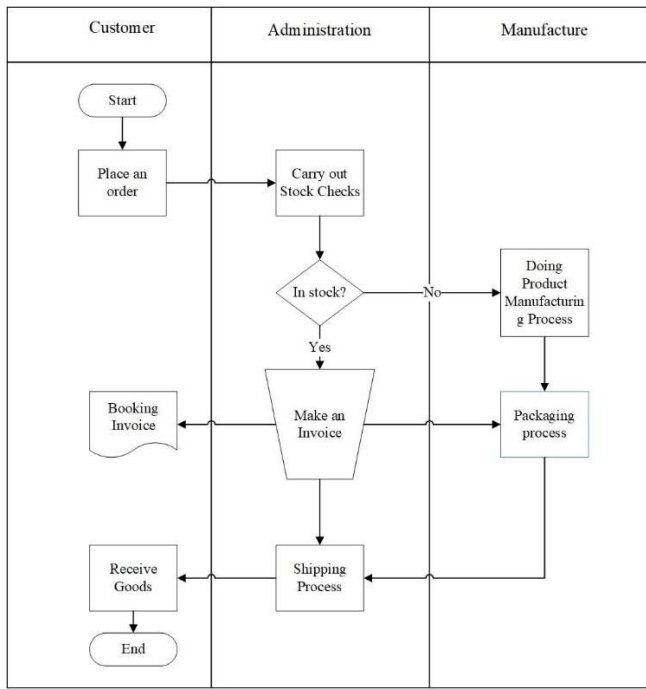 Customer
Administration
Manufacture
Start
Place an
order
Carry out
Stock Checks
In stock?
No
Doing
Product
Manufacturin
g Process
Yes
Booking
Invoice
Make an
Invoice
Packaging
process
Receive
Goods
Shipping
Process
End